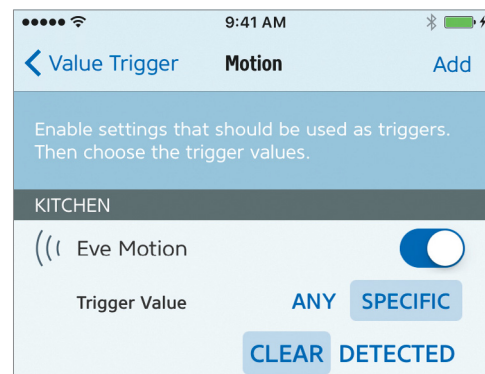 9:41 AM
Value Trigger Motion Add
Enable settings that should be used as triggers.
Then choose the trigger values.
KITCHEN
Eve Motion
Trigger Value ANY SPECIFIC
CLEAR DETECTED